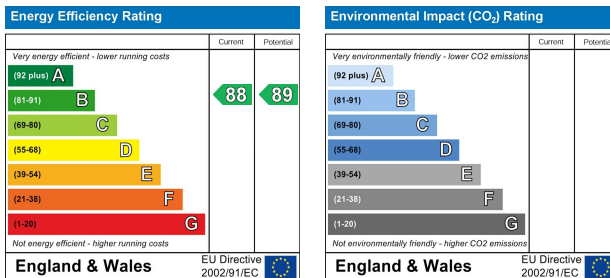 Energy Efficiency Rating
Current Potential
Very energy efficient - lower running costs
(92 plus) A
(81-91) B
88 89
(69-80) C
(55-68) D
(39-54) E
(21-38) F
(1-20) G
Not energy efficient - higher running costs
England & Wales
EU Directive
2002/91/EC
Environmental Impact (CO2) Rating
Current Potential
Very environmentally friendly - lower CO2 emissions
(92 plus) A
(81-91) B
(69-80) C
(55-68) D
(39-54) E
(21-38) F
(1-20) G
Not environmentally friendly - higher CO2 emissions
England & Wales
EU Directive
2002/91/EC